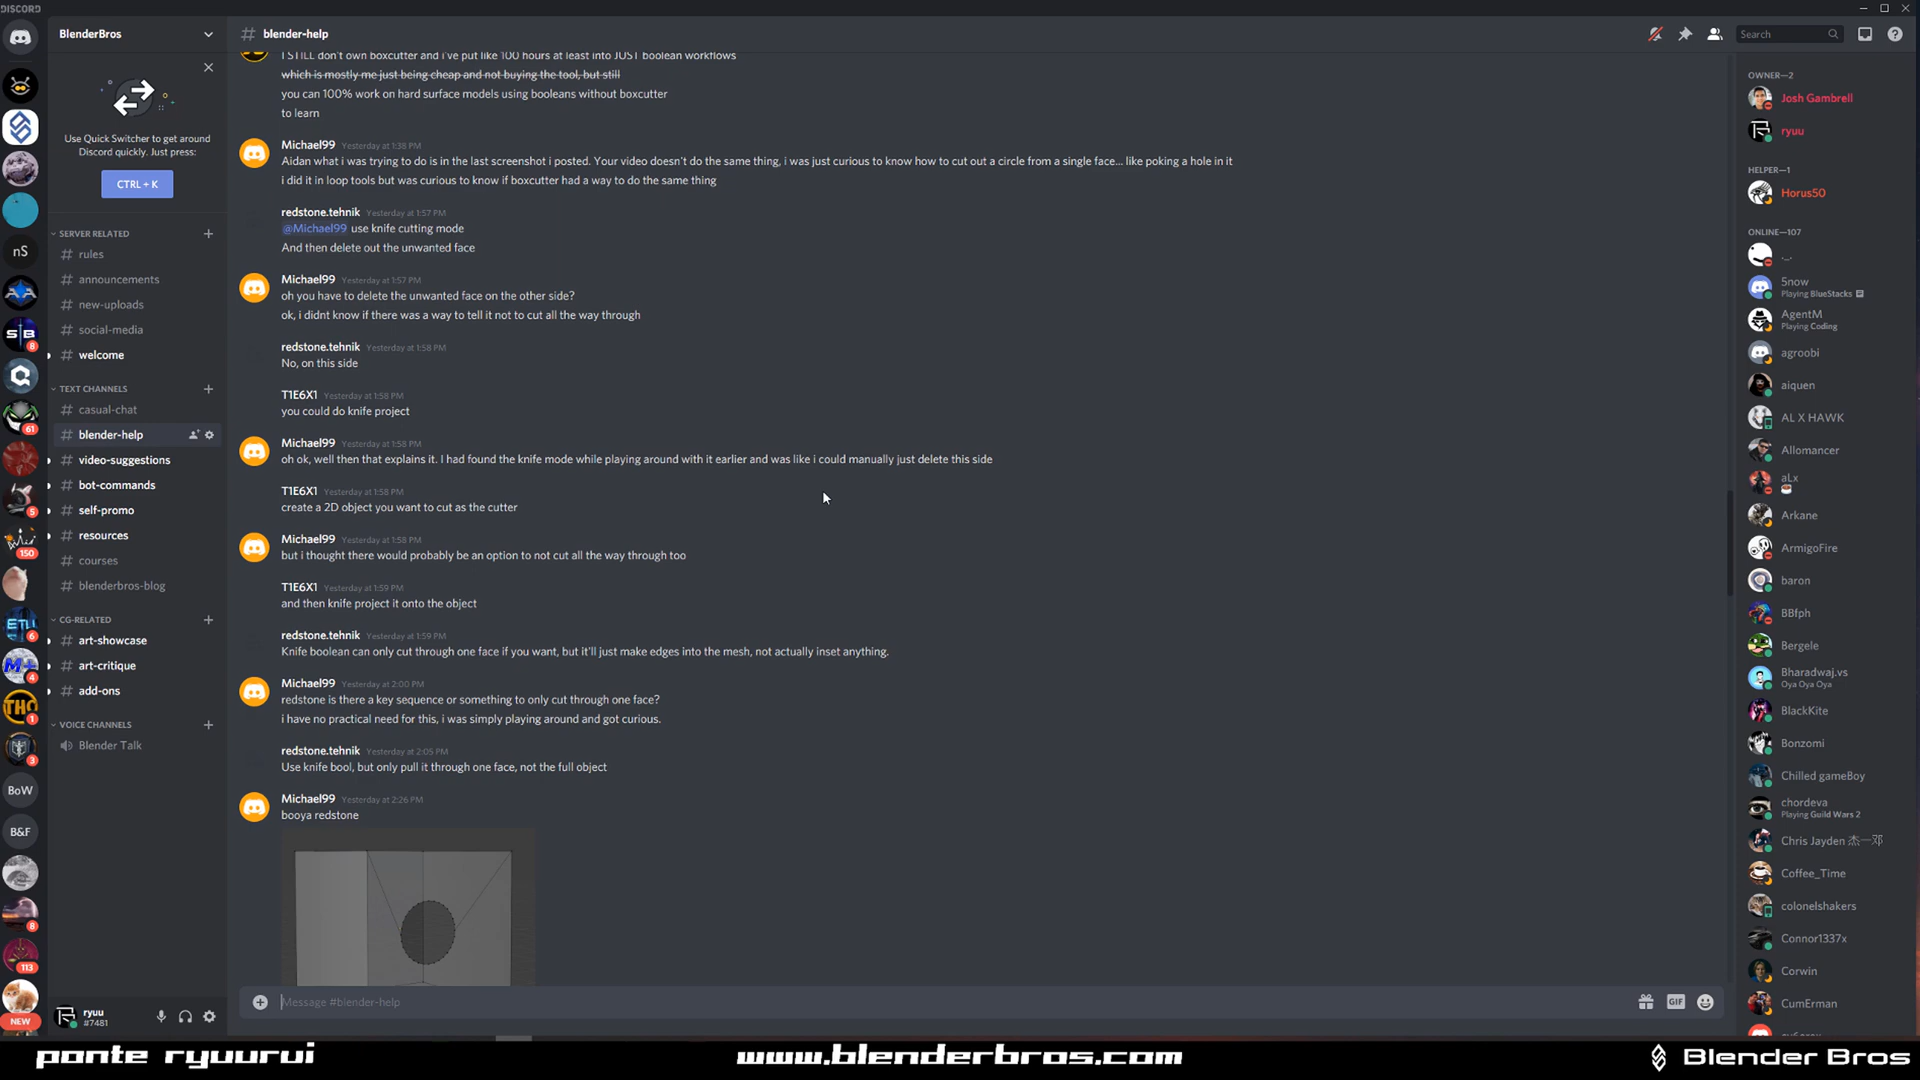 DISCORD
BlenderBros
Use Quick Switcher to get around
Discord quickly. Just press:
CTRL + K
SERVER RELATED
rules
announcements
new-uploads
social-media
welcome
TEXT CHANNELS
casual-chat
blender-help
video-suggestions
bot-commands
self-promo
resources
courses
blenderbros-blog
CG-RELATED
art-showcase
art-critique
add-ons
VOICE CHANNELS
Blender Talk
nS
8
61
5
150
6
4
1
3
BoW
B&F
8
113
NEW
ryuu
#7481
# blender-help
Search
I STILL don't own boxcutter and i've put like 100 hours at least into JUST boolean workflows
which is mostly me just being cheap and not buying the tool, but still
you can 100% work on hard surface models using booleans without boxcutter
to learn
Michael99 Yesterday at 1:38 PM
Aidan what i was trying to do is in the last screenshot i posted. Your video doesn't do the same thing, i was just curious to know how to cut out a circle from a single face... like poking a hole in it
i did it in loop tools but was curious to know if boxcutter had a way to do the same thing
redstone.tehnik Yesterday at 1:57 PM
@Michael99 use knife cutting mode
And then delete out the unwanted face
Michael99 Yesterday at 1:57 PM
oh you have to delete the unwanted face on the other side?
ok, i didnt know if there was a way to tell it not to cut all the way through
redstone.tehnik Yesterday at 1:58 PM
No, on this side
T1E6X1 Yesterday at 1:58 PM
you could do knife project
Michael99 Yesterday at 1:58 PM
oh ok, well then that explains it. I had found the knife mode while playing around with it earlier and was like i could manually just delete this side
T1E6X1 Yesterday at 1:58 PM
create a 2D object you want to cut as the cutter
Michael99 Yesterday at 1:58 PM
but i thought there would probably be an option to not cut all the way through too
T1E6X1 Yesterday at 1:59 PM
and then knife project it onto the object
redstone.tehnik Yesterday at 1:59 PM
Knife boolean can only cut through one face if you want, but it'll just make edges into the mesh, not actually inset anything.
Michael99 Yesterday at 2:00 PM
redstone is there a key sequence or something to only cut through one face?
i have no practical need for this, i was simply playing around and got curious.
redstone.tehnik Yesterday at 2:05 PM
Use knife bool, but only pull it through one face, not the full object
Michael99 Yesterday at 2:26 PM
booya redstone
Message #blender-help
GIF
OWNER—2
Josh Gambrell
ryuu
HELPER—1
Horus50
ONLINE—107
._.
5now
Playing BlueStacks
AgentM
Playing Coding
agroobi
aiquen
AL X HAWK
Allomancer
aLx
Arkane
ArmigoFire
baron
BBfph
Bergele
Bharadwaj.vs
Oya Oya Oya
BlackKite
Bonzomi
Chilled gameBoy
chordeva
Playing Guild Wars 2
Chris Jayden 杰一邓
Coffee_Time
colonelshakers
Connor1337x
Corwin
CumErman
ponte ryuurui
www.blenderbros.com
Blender Bros